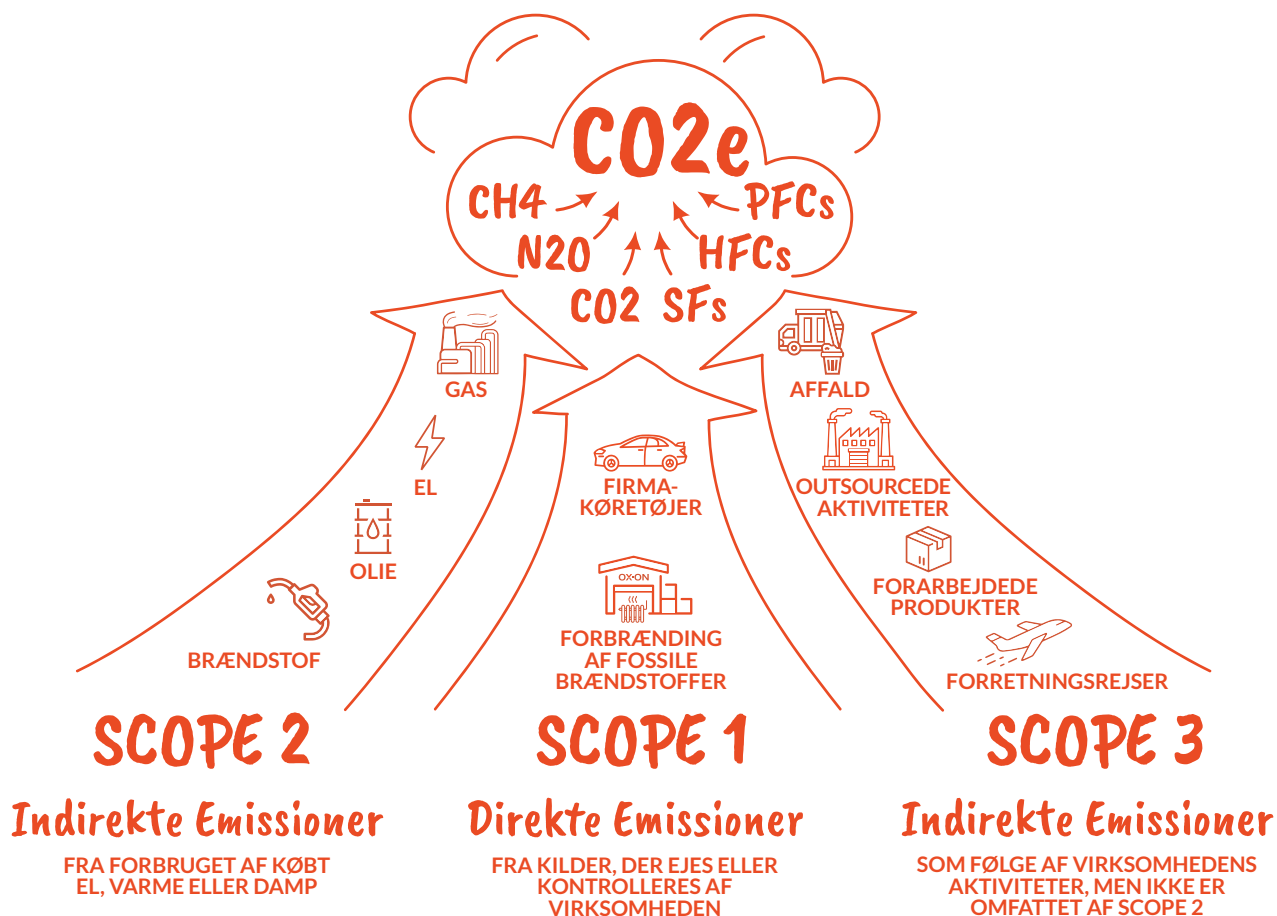 CO2e
CH4
PFCs
N20
HFCs
CO2
SFs
GAS
EL
OLIE
BRÆNDSTOF
SCOPE 2
Indirekte Emissioner
FRA FORBRUGET AF KØBT
EL, VARME ELLER DAMP
FIRMA-
KØRETØJER
OX-ON
FORBRÆNDING
AF FOSSILE
BRÆNDSTOFFER
SCOPE 1
Direkte Emissioner
FRA KILDER, DER EJES ELLER
KONTROLLERES AF
VIRKSOMHEDEN
AFFALD
OUTSOURCEDE
AKTIVITETER
FORARBEJDEDE
PRODUKTER
FORRETNINGSREJSER
SCOPE 3
Indirekte Emissioner
SOM FØLGE AF VIRKSOMHEDENS
AKTIVITETER, MEN IKKE ER
OMFATTET AF SCOPE 2